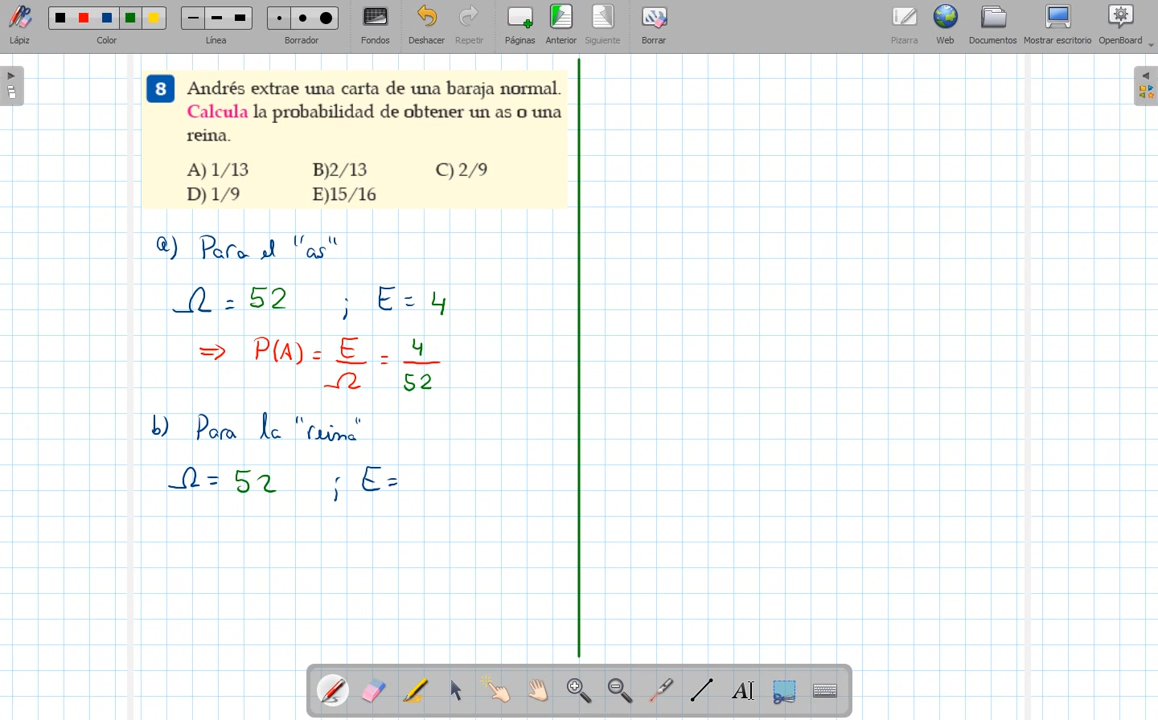 Lápiz Color Línea Borrador Fondos Deshacer Repetir Páginas Anterior Siguiente Borrar Pizarra Web Documentos Mostrar escritorio OpenBoard
8 Andrés extrae una carta de una baraja normal.
Calcula la probabilidad de obtener un as o una
reina.
A) 1/13 B)2/13 C) 2/9
D) 1/9 E)15/16
a) Para el "as"
Ω = 52 ; E = 4
⇒ P(A) = E/Ω = 4/52
b) Para la "reina"
Ω = 52 ; E =